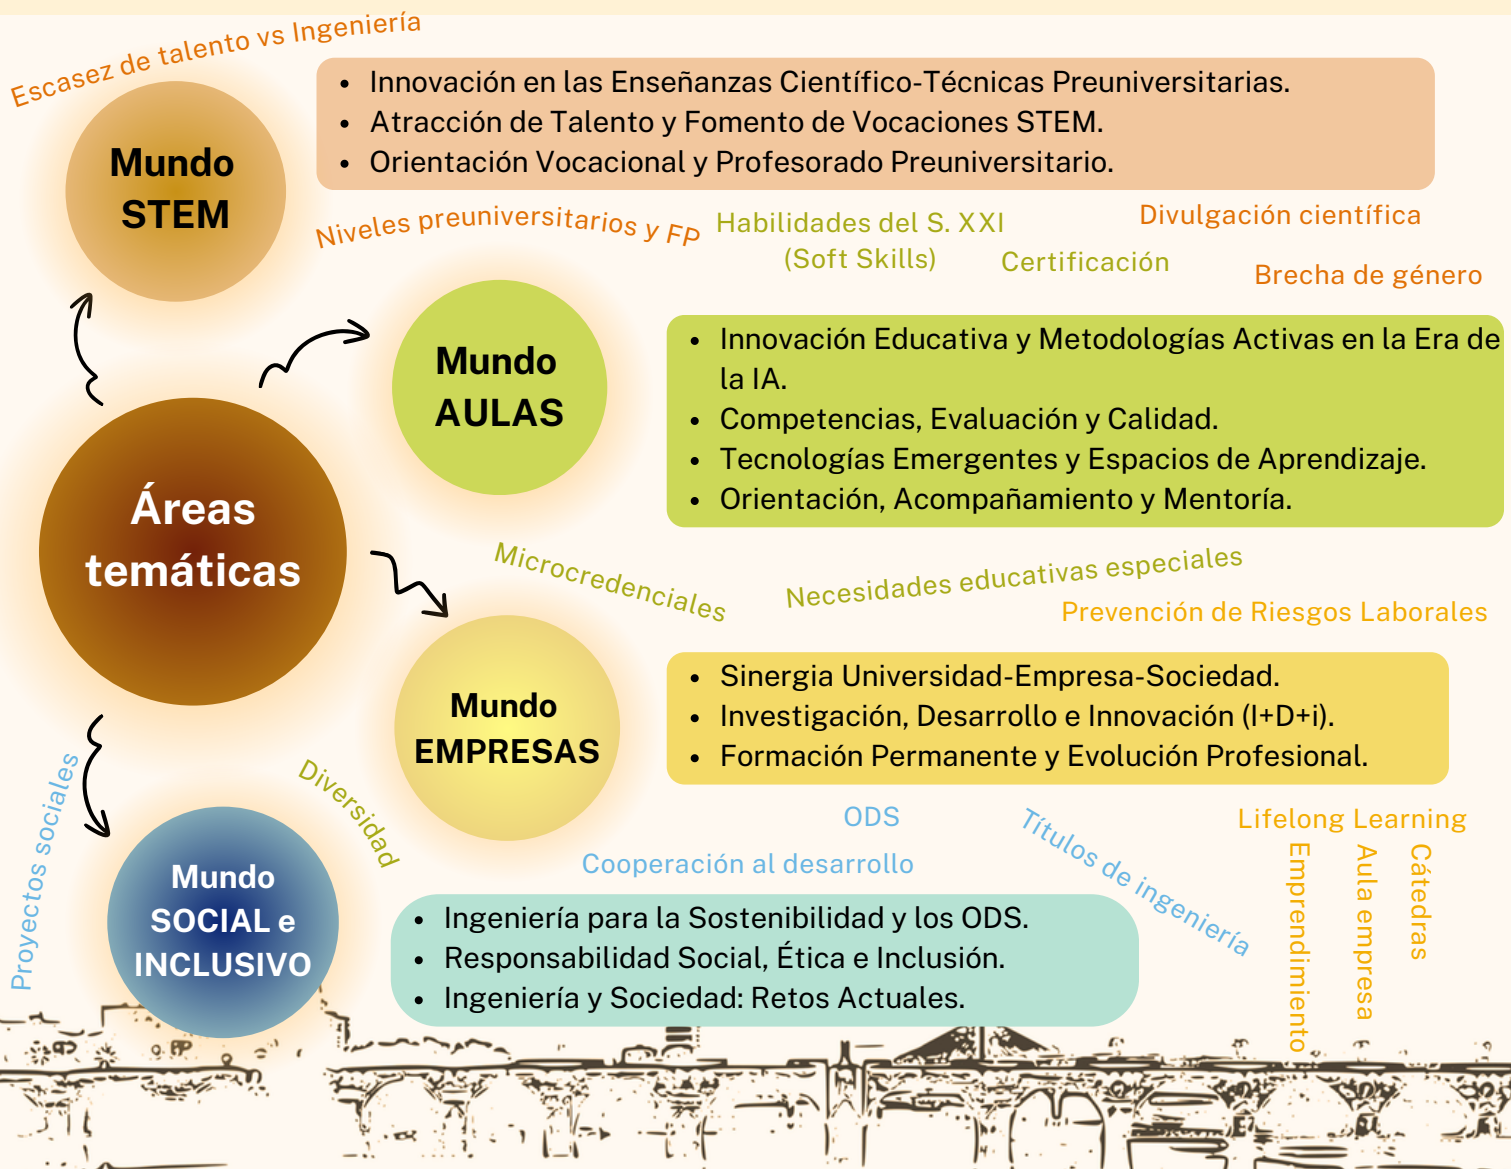 Escasez de talento vs Ingeniería
Mundo
STEM
• Innovación en las Enseñanzas Científico-Técnicas Preuniversitarias.
• Atracción de Talento y Fomento de Vocaciones STEM.
• Orientación Vocacional y Profesorado Preuniversitario.
Niveles preuniversitarios y FP
Habilidades del S. XXI
(Soft Skills)
Certificación
Divulgación científica
Brecha de género
Mundo
AULAS
• Innovación Educativa y Metodologías Activas en la Era de
la IA.
• Competencias, Evaluación y Calidad.
• Tecnologías Emergentes y Espacios de Aprendizaje.
• Orientación, Acompañamiento y Mentoría.
Áreas
temáticas
Microcredenciales
Necesidades educativas especiales
Prevención de Riesgos Laborales
Mundo
EMPRESAS
• Sinergia Universidad-Empresa-Sociedad.
• Investigación, Desarrollo e Innovación (I+D+i).
• Formación Permanente y Evolución Profesional.
Proyectos sociales
Diversidad
ODS
Cooperación al desarrollo
Títulos de ingeniería
Lifelong Learning
Emprendimiento
Aula empresa
Cátedras
Mundo
SOCIAL e
INCLUSIVO
• Ingeniería para la Sostenibilidad y los ODS.
• Responsabilidad Social, Ética e Inclusión.
• Ingeniería y Sociedad: Retos Actuales.